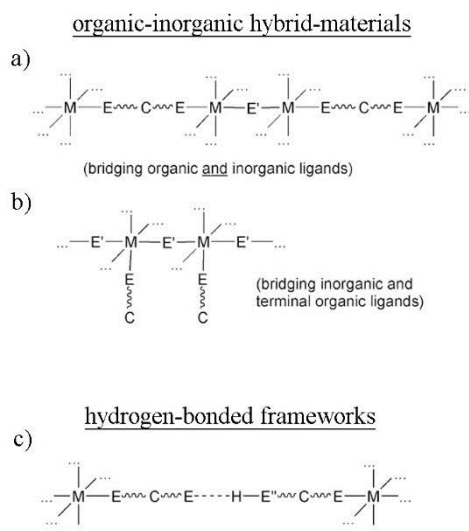 organic-inorganic hybrid-materials
a)
... ... ... ... ...
... M E C E M E' M E C E M ...
... ... ... ... ... ... ... ...
(bridging organic and inorganic ligands)
b)
... ... ... ...
... E' M E' M E' ...
... E ... E
C C
(bridging inorganic and
terminal organic ligands)
hydrogen-bonded frameworks
c)
... ... ... ...
... M E C E H E" C E M ...
... ... ... ...